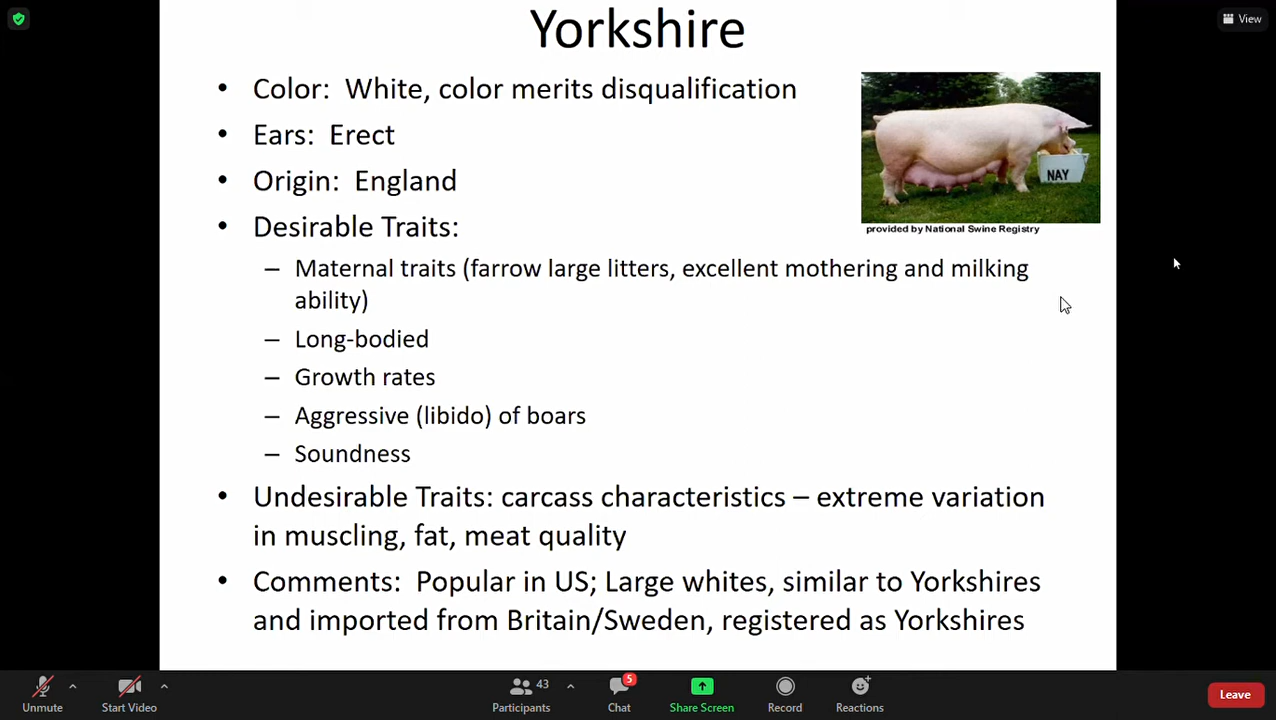 View
Yorkshire
• Color: White, color merits disqualification
• Ears: Erect
• Origin: England
• Desirable Traits:
NAY
provided by National Swine Registry
– Maternal traits (farrow large litters, excellent mothering and milking
ability)
– Long-bodied
– Growth rates
– Aggressive (libido) of boars
– Soundness
• Undesirable Traits: carcass characteristics – extreme variation
in muscling, fat, meat quality
• Comments: Popular in US; Large whites, similar to Yorkshires
and imported from Britain/Sweden, registered as Yorkshires
43
5
Unmute
Start Video
Participants
Chat
Share Screen
Record
Reactions
Leave